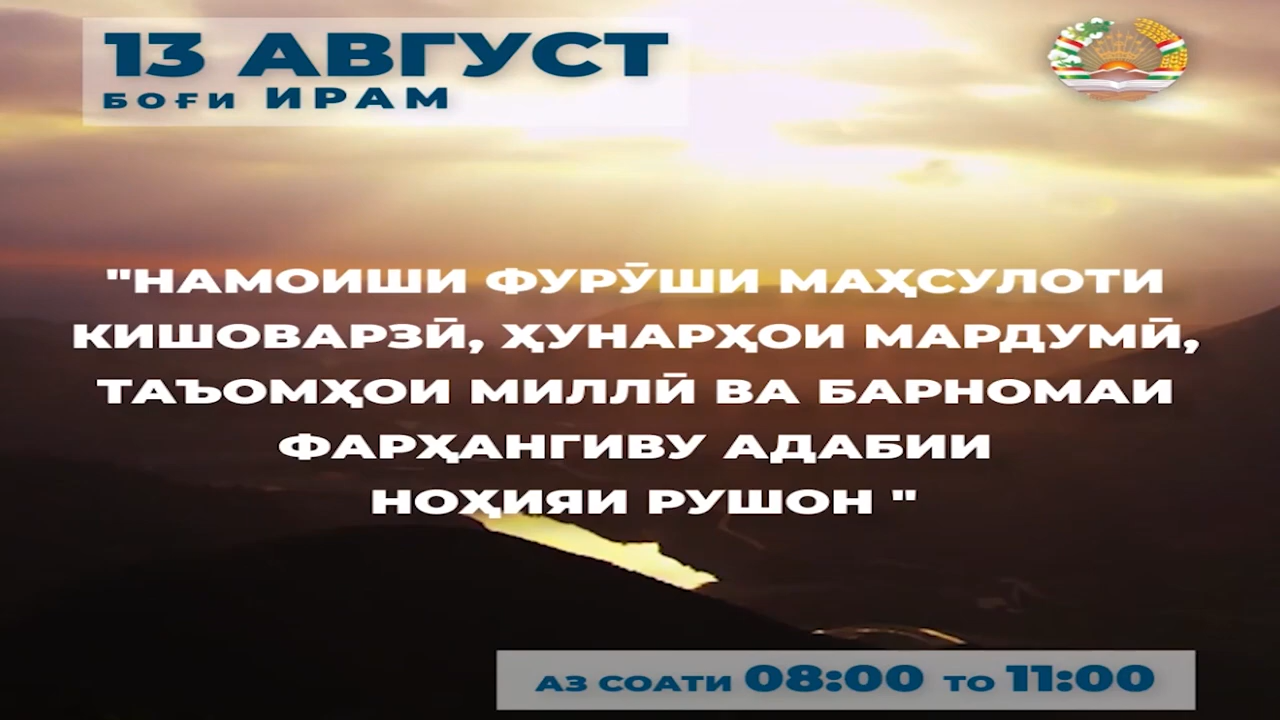 13 АВГУСТ
БОҒИ ИРАМ
"НАМОИШИ ФУРӮШИ МАҲСУЛОТИ
КИШОВАРЗӢ, ҲУНАРҲОИ МАРДУМӢ,
ТАЪОМҲОИ МИЛЛӢ ВА БАРНОМАИ
ФАРҲАНГИВУ АДАБИИ
НОҲИЯИ РУШОН "
АЗ СОАТИ 08:00 ТО 11:00